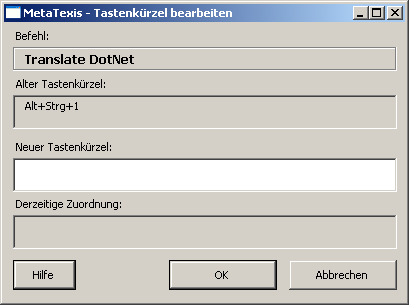 MetaTexis - Tastenkürzel bearbeiten
Befehl:
Translate DotNet
Alter Tastenkürzel:
Alt+Strg+1
Neuer Tastenkürzel:
Derzeitige Zuordnung:
Hilfe OK Abbrechen